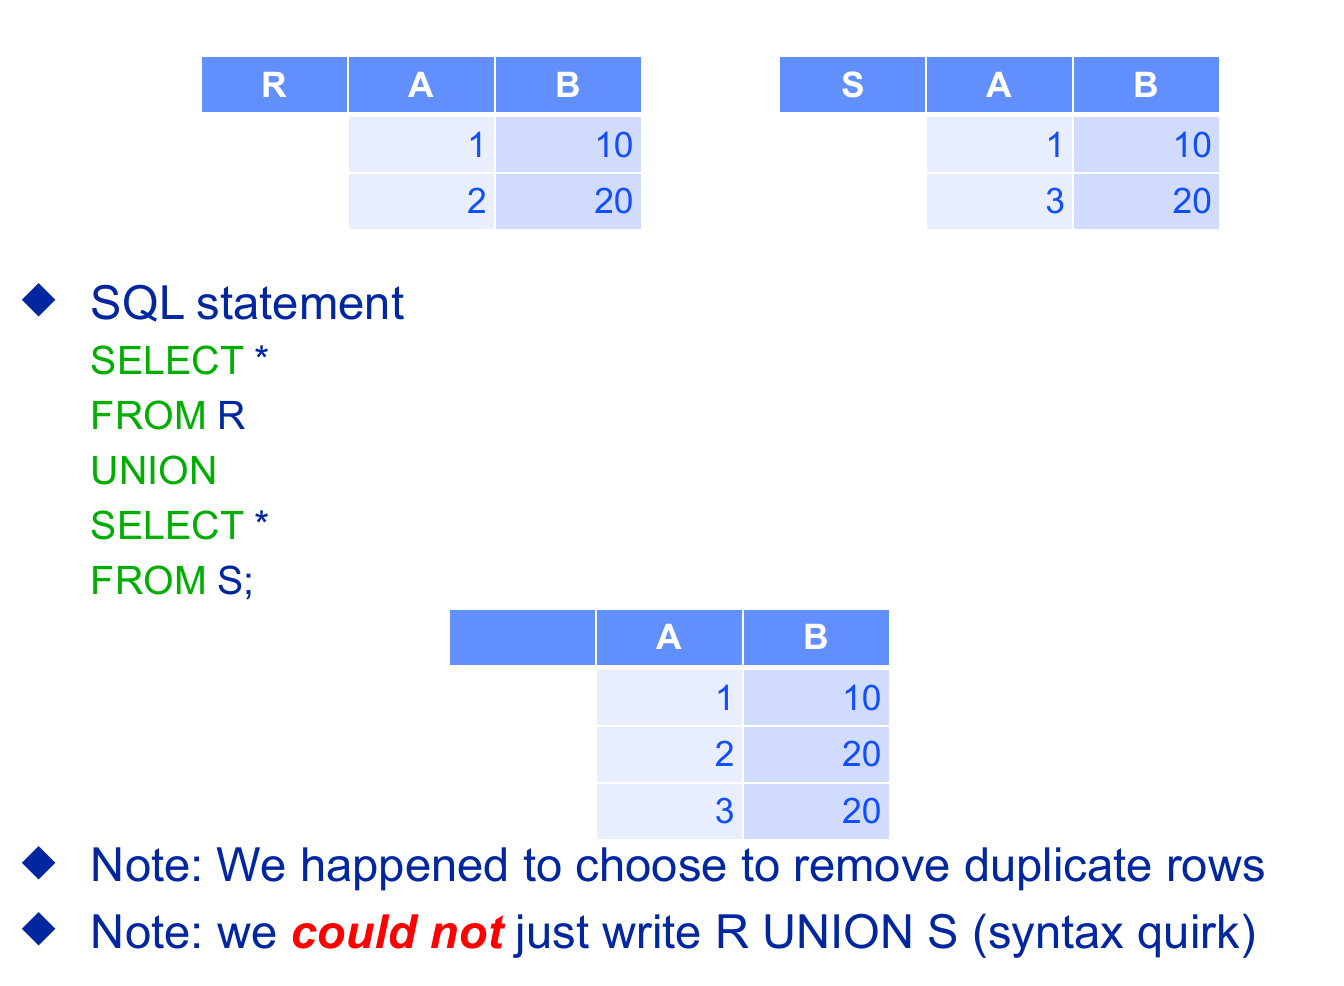 R A B S A B
1 10 1 10
2 20 3 20
SQL statement
SELECT *
FROM R
UNION
SELECT *
FROM S;
A B
1 10
2 20
3 20
Note: We happened to choose to remove duplicate rows
Note: we could not just write R UNION S (syntax quirk)